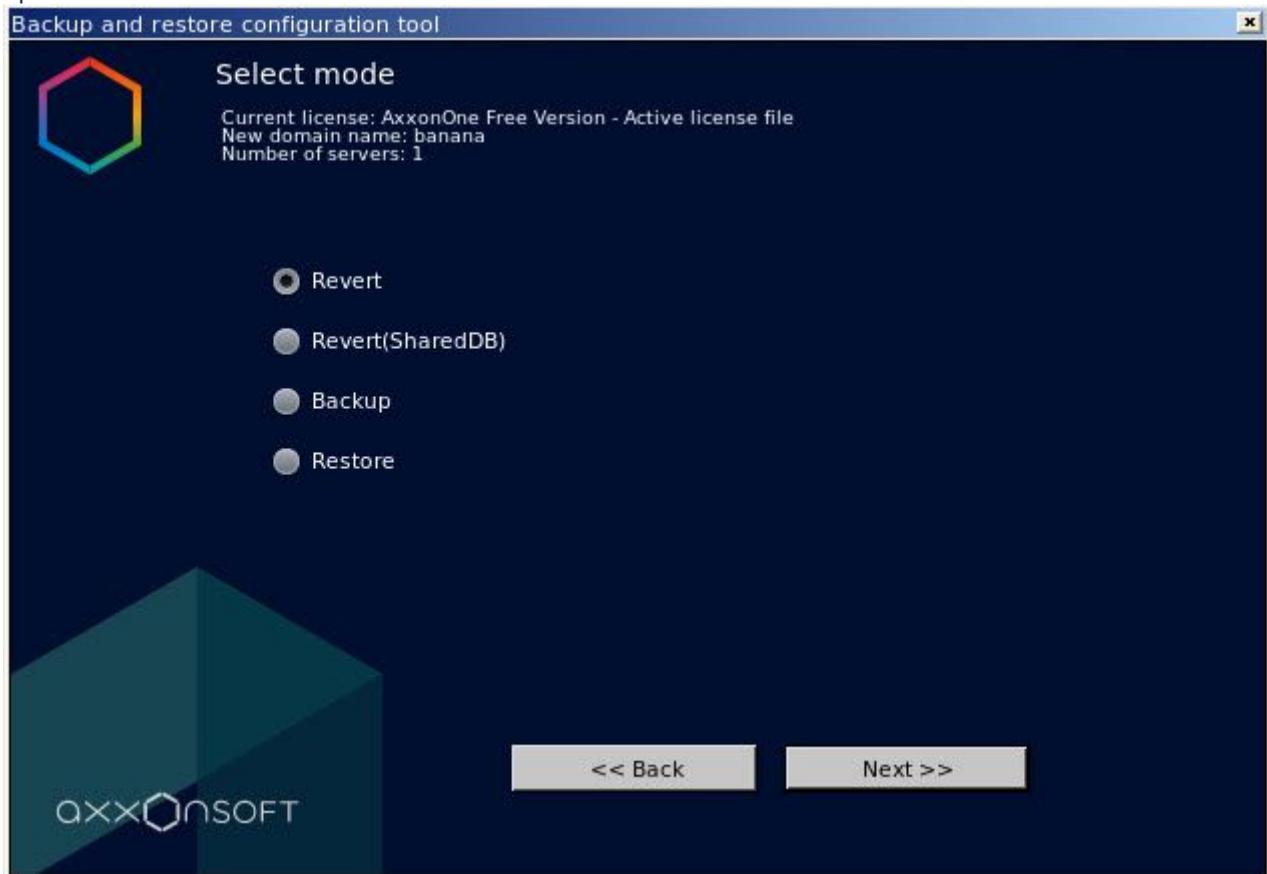 Backup and restore configuration tool
Select mode
Current license: AxxonOne Free Version - Active license file
New domain name: banana
Number of servers: 1
Revert
Revert(SharedDB)
Backup
Restore
<< Back
Next >>
axxonsoft